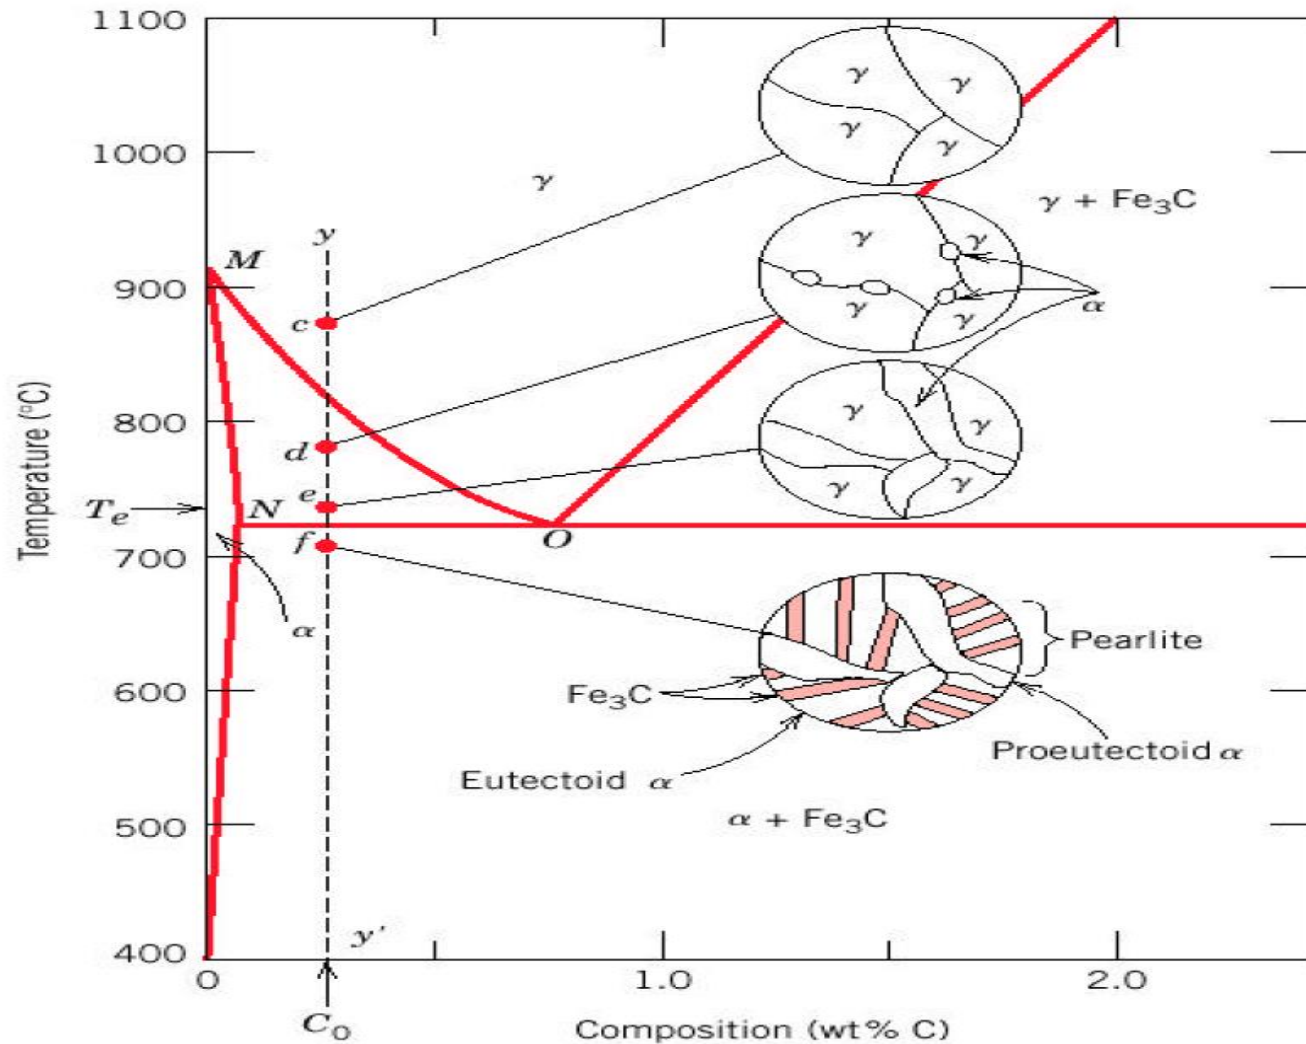 1100
1000
900
800
700
600
500
400
Temperature (°C)
γ
γ
γ
γ
γ
γ + Fe₃C
y
M
c
γ
γ
γ
γ
α
d
γ
γ
γ
γ
e
Tₑ
N
O
f
α
Pearlite
Fe₃C
Proeutectoid α
Eutectoid α
α + Fe₃C
y′
0
1.0
2.0
C₀
Composition (wt% C)